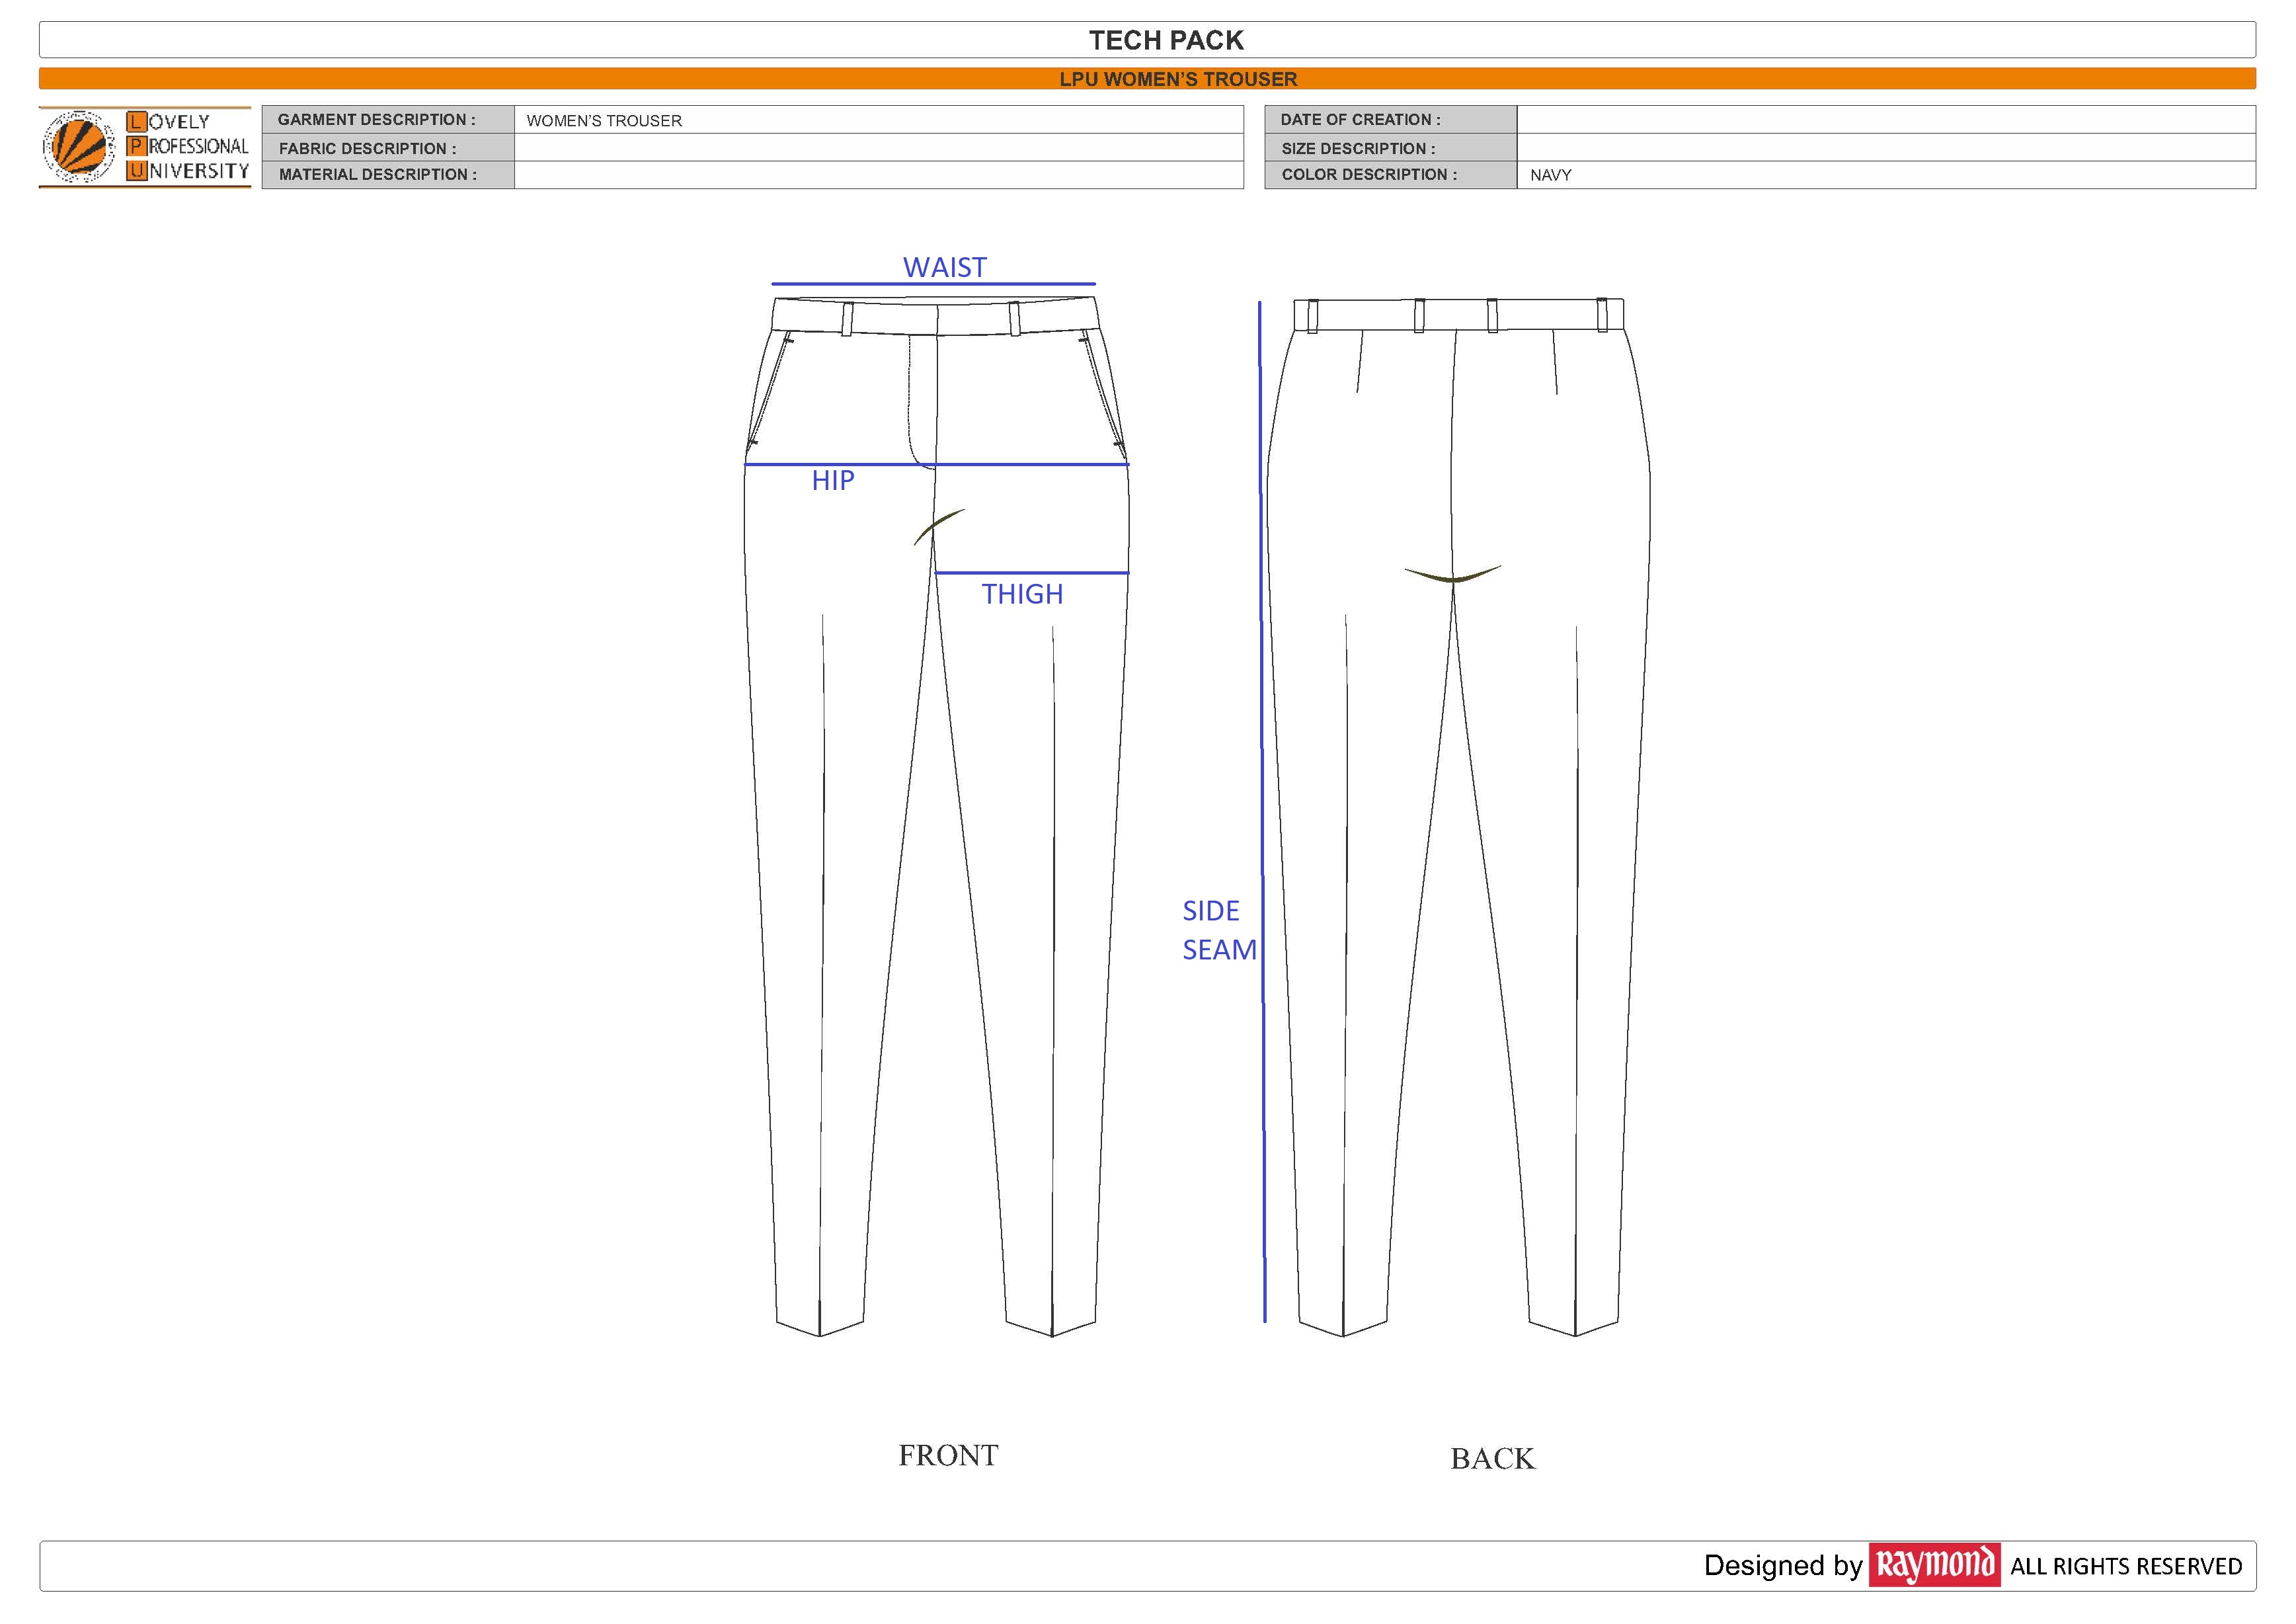 TECH PACK
LPU WOMEN’S TROUSER
LOVELY
PROFESSIONAL
UNIVERSITY
GARMENT DESCRIPTION : WOMEN’S TROUSER
FABRIC DESCRIPTION :
MATERIAL DESCRIPTION :
DATE OF CREATION :
SIZE DESCRIPTION :
COLOR DESCRIPTION : NAVY
WAIST
HIP
THIGH
SIDE
SEAM
FRONT
BACK
Designed by Raymond ALL RIGHTS RESERVED